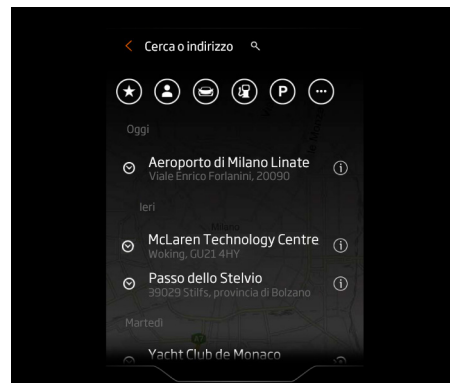 Cerca o indirizzo
P
Oggi
Aeroporto di Milano Linate
Viale Enrico Forlanini, 20090
Ieri
Milano
McLaren Technology Centre
Woking, GU21 4HY
Passo dello Stelvio
39029 Stilfs, provincia di Bolzano
Martedì
Yacht Club de Monaco